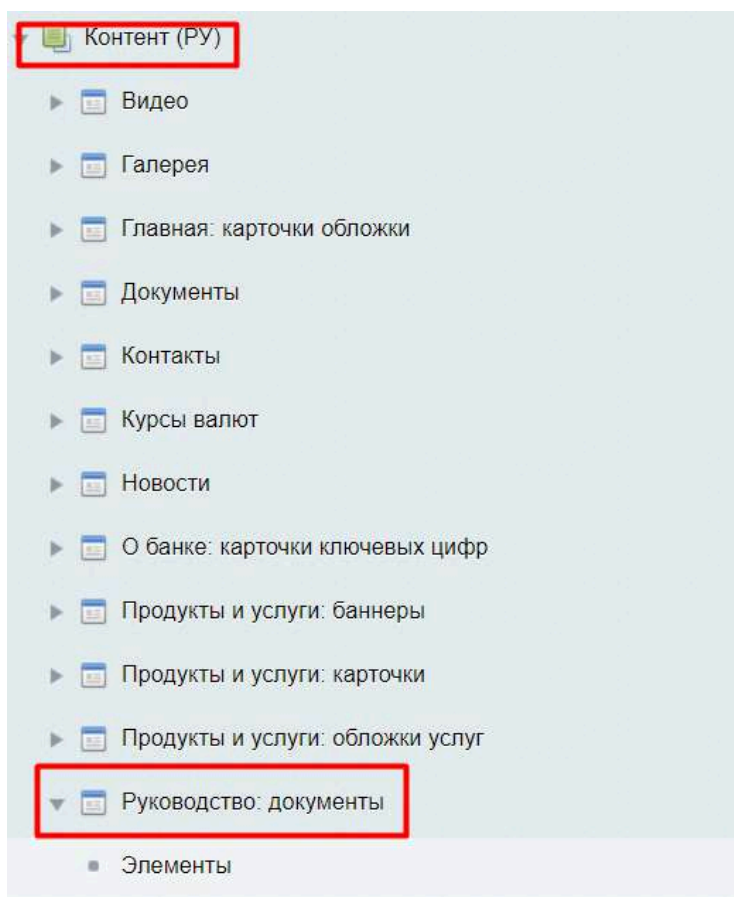 Контент (РУ)
Видео
Галерея
Главная: карточки обложки
Документы
Контакты
Курсы валют
Новости
О банке: карточки ключевых цифр
Продукты и услуги: баннеры
Продукты и услуги: карточки
Продукты и услуги: обложки услуг
Руководство: документы
Элементы